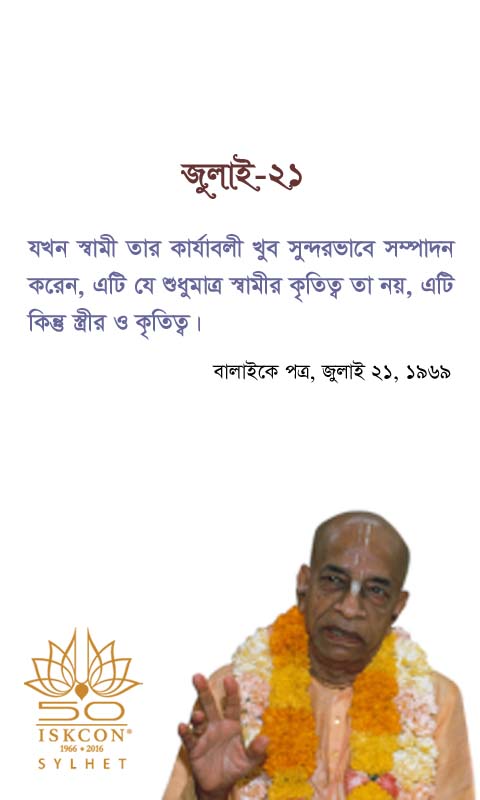 জুলাই-২১
যখন স্বামী তার কার্যাবলী খুব সুন্দরভাবে সম্পাদন
করেন, এটি যে শুধুমাত্র স্বামীর কৃতিত্ব তা নয়, এটি
কিন্তু স্ত্রীর ও কৃতিত্ব।
বালাইকে পত্র, জুলাই ২১, ১৯৬৯
50
ISKCON®
1966 • 2016
SYLHET